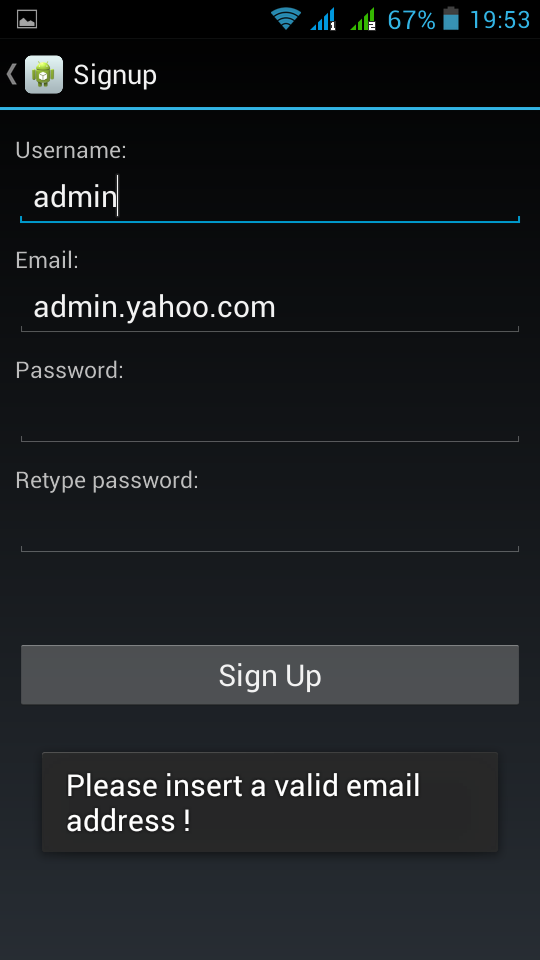 67% 19:53
Signup
Username:
admin
Email:
admin.yahoo.com
Password:
Retype password:
Sign Up
Please insert a valid email
address !